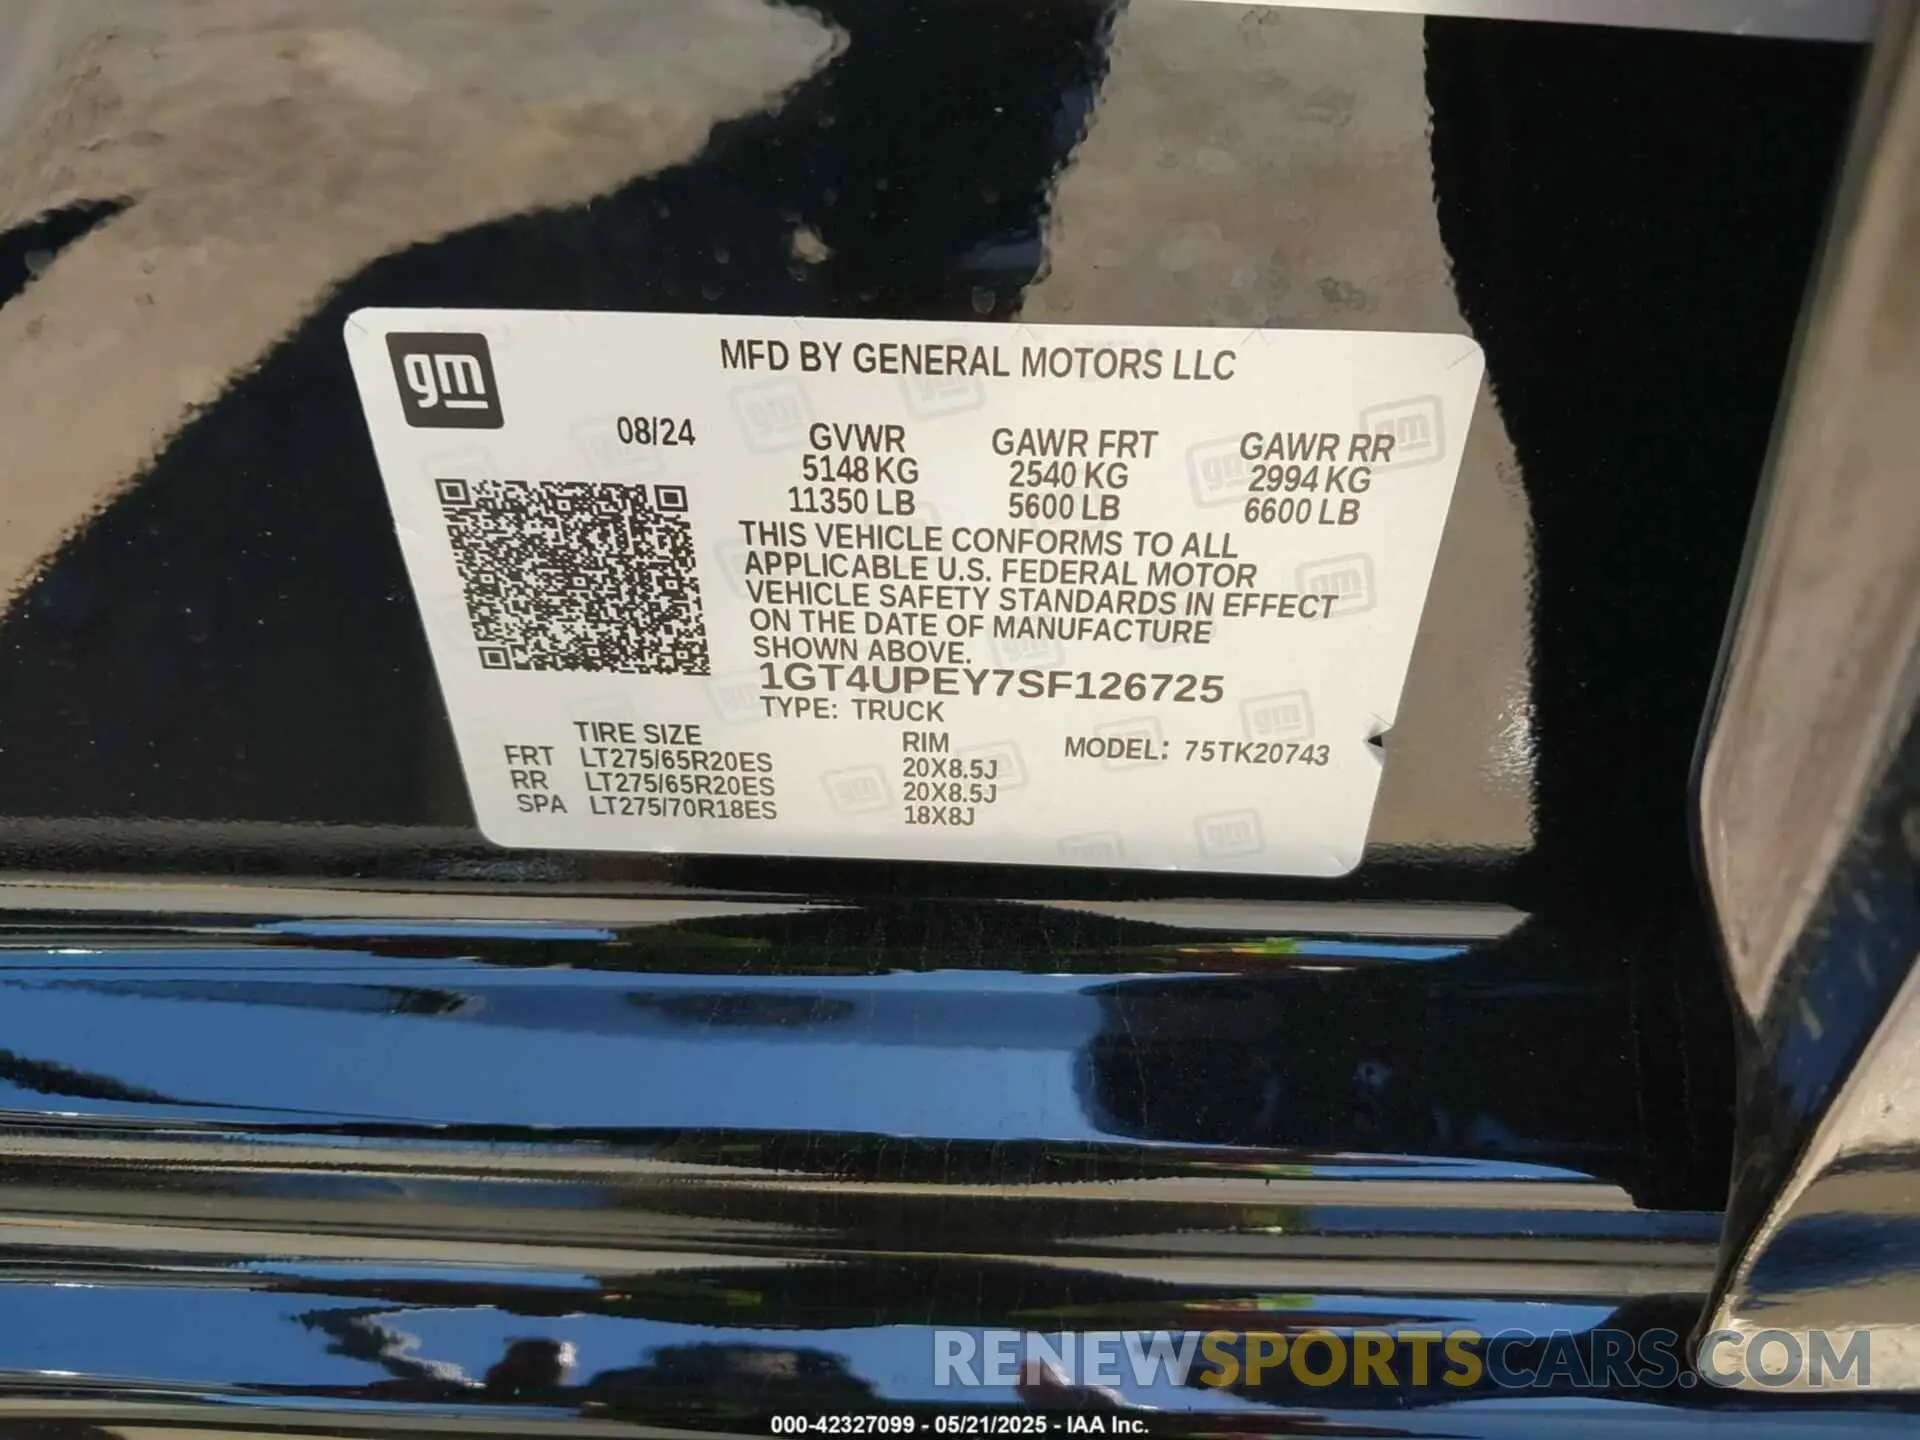 gm
MFD BY GENERAL MOTORS LLC
08/24
GVWR GAWR FRT GAWR RR
5148 KG 2540 KG 2994 KG
11350 LB 5600 LB 6600 LB
THIS VEHICLE CONFORMS TO ALL
APPLICABLE U.S. FEDERAL MOTOR
VEHICLE SAFETY STANDARDS IN EFFECT
ON THE DATE OF MANUFACTURE
SHOWN ABOVE.
1GT4UPEY7SF126725
TYPE: TRUCK
TIRE SIZE RIM MODEL: 75TK20743
FRT LT275/65R20ES 20X8.5J
RR LT275/65R20ES 20X8.5J
SPA LT275/70R18ES 18X8J
RENEWSPORTSCARS.COM
000-42327099 - 05/21/2025 - IAA Inc.